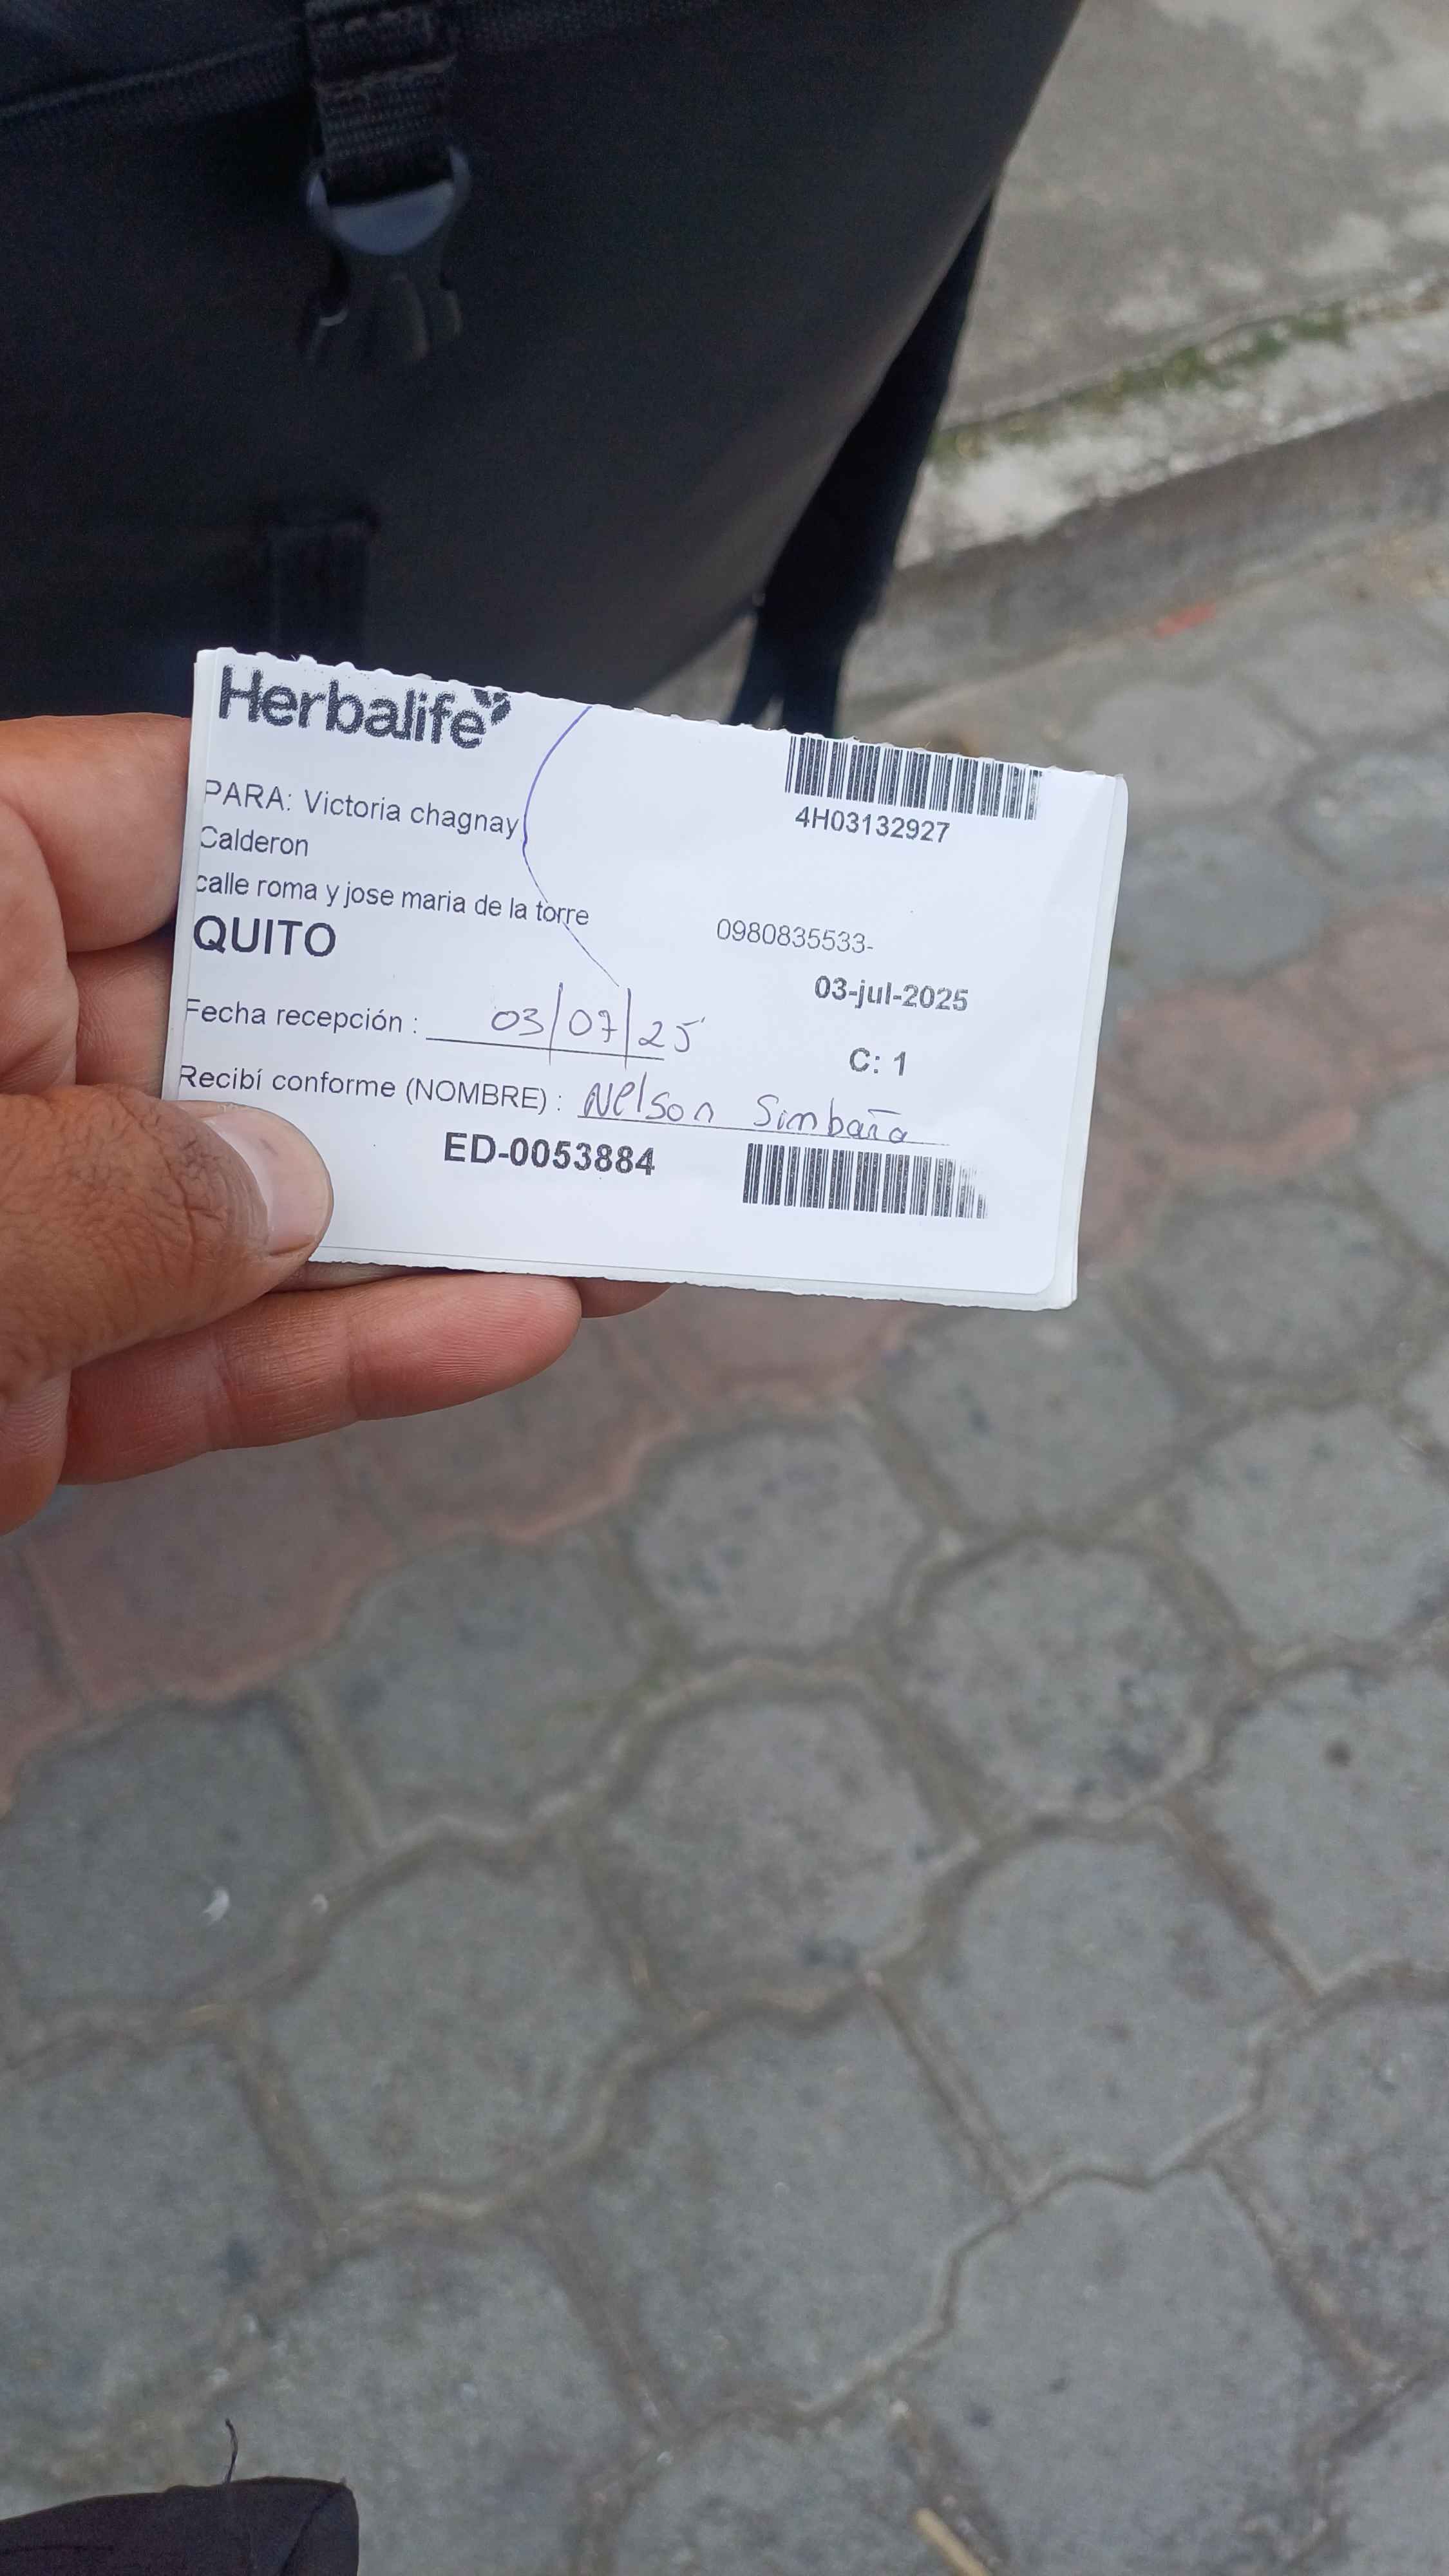 Herbalife
4H03132927
PARA: Victoria chagnay
Calderon
calle roma y jose maria de la torre
QUITO
0980835533-
03-jul-2025
Fecha recepción : 03/07/25
C: 1
Recibí conforme (NOMBRE) : Nelson Simbaña
ED-0053884